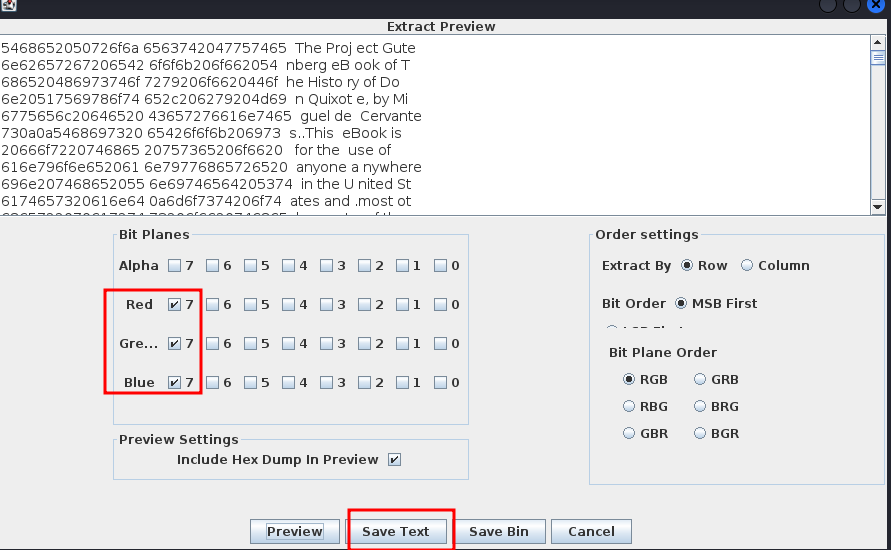 Extract Preview
5468652050726f6a 6563742047757465 The Proj ect Gute
6e62657267206542 6f6f6b206f662054 nberg eB ook of T
686520486973746f 7279206f6620446f he Histo ry of Do
6e20517569786f74 652c206279204d69 n Quixot e, by Mi
6775656c20646520 43657276616e7465 guel de  Cervante
730a0a5468697320 65426f6f6b206973 s..This  eBook is
20666f7220746865 20757365206f6620  for the  use of
616e796f6e652061 6e79776865726520 anyone a nywhere
696e207468652055 6e69746564205374 in the U nited St
6174657320616e64 0a6d6f7374206f74 ates and .most ot
Bit Planes
Alpha 7 6 5 4 3 2 1 0
Red 7 6 5 4 3 2 1 0
Gre... 7 6 5 4 3 2 1 0
Blue 7 6 5 4 3 2 1 0
Preview Settings
Include Hex Dump In Preview
Order settings
Extract By Row Column
Bit Order MSB First
Bit Plane Order
RGB GRB
RBG BRG
GBR BGR
Preview Save Text Save Bin Cancel